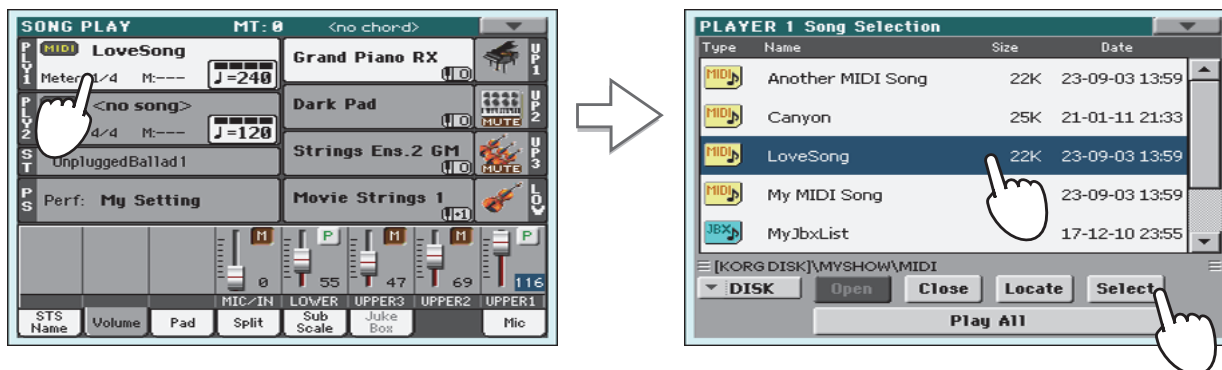 SONG PLAY MT: 0 <no chord>
PLY1
MIDI LoveSong
Meter 1/4 M:--- ♩=240
PLY2
<no song>
4/4 M:--- ♩=120
ST
UnpluggedBallad1
PS
Perf: My Setting
Grand Piano RX
0
UP1
Dark Pad
0
MUTE
UP2
Strings Ens.2 GM
0
MUTE
UP3
Movie Strings 1
+1
LOW
M P M M P
0 55 47 69 116
MIC/IN LOWER UPPER3 UPPER2 UPPER1
STS Name Volume Pad Split Sub Scale Juke Box Mic
PLAYER 1 Song Selection
Type Name Size Date
MIDI Another MIDI Song 22K 23-09-03 13:59
MIDI Canyon 25K 21-01-11 21:33
MIDI LoveSong 22K 23-09-03 13:59
MIDI My MIDI Song 23-09-03 13:59
JBX MyJbxList 17-12-10 23:55
[KORG DISK]\MYSHOW\MIDI
DISK Open Close Locate Select
Play All